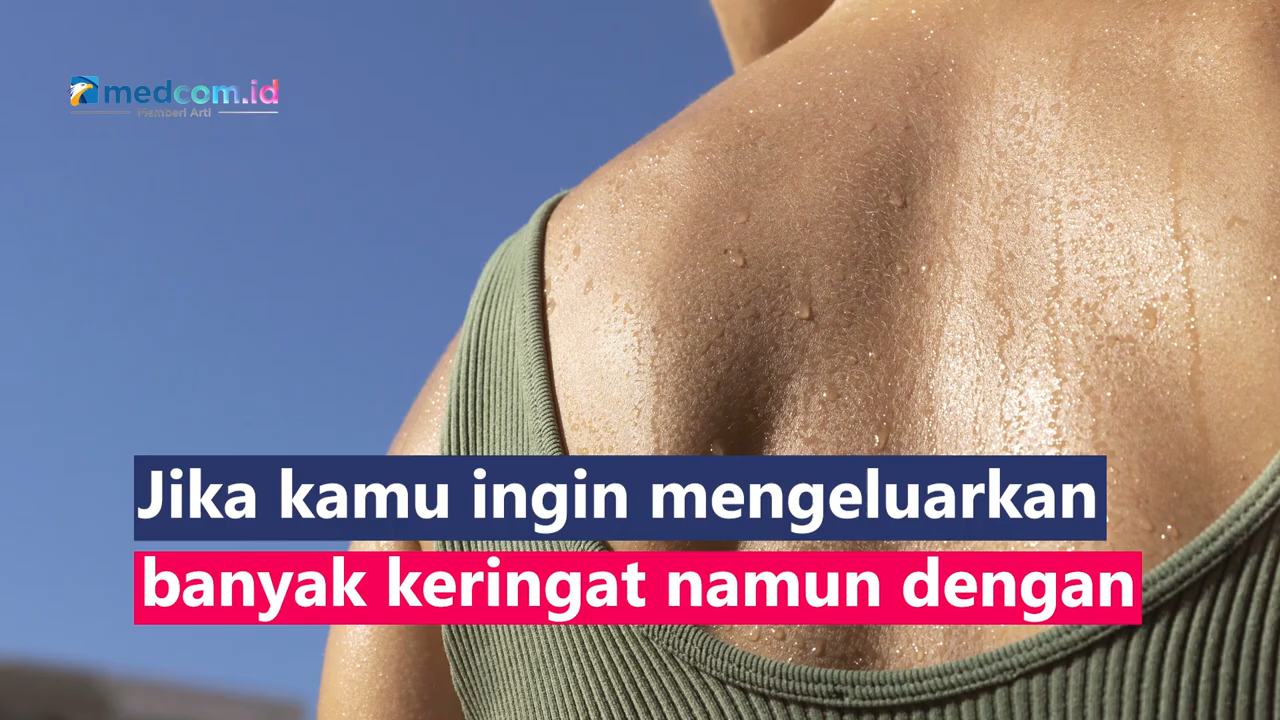 medcom.id
Memberi Arti
Jika kamu ingin mengeluarkan
banyak keringat namun dengan